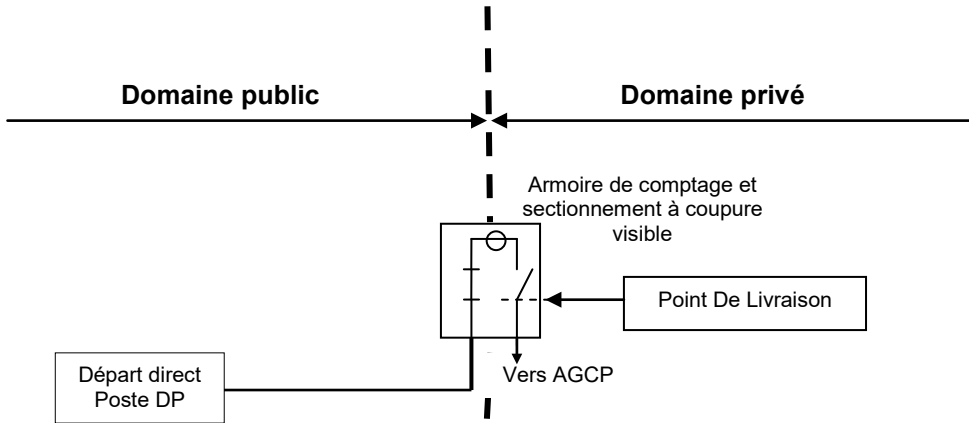 Domaine public
Domaine privé
Armoire de comptage et
sectionnement à coupure
visible
Point De Livraison
Départ direct
Poste DP
Vers AGCP